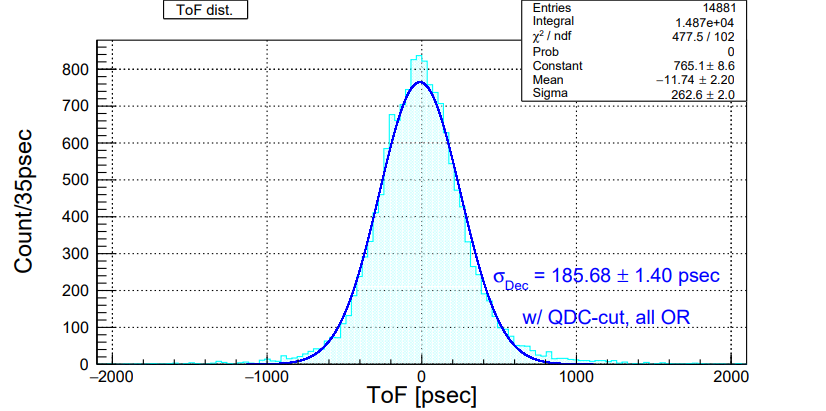 ToF dist.
Entries 14881
Integral 1.487e+04
χ² / ndf 477.5 / 102
Prob 0
Constant 765.1 ± 8.6
Mean −11.74 ± 2.20
Sigma 262.6 ± 2.0
Count/35psec
800
700
600
500
400
300
200
100
0
σDec = 185.68 ± 1.40 psec
w/ QDC-cut, all OR
−2000 −1000 0 1000 2000
ToF [psec]